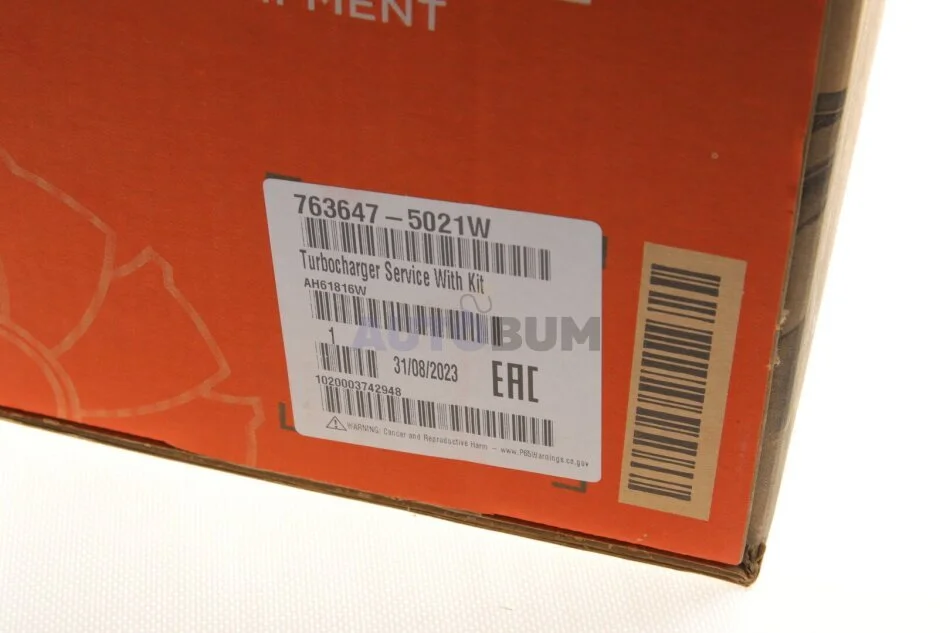 PMENT
763647-5021W
Turbocharger Service With Kit
AH61816W
AUTOBUM
1
31/08/2023
EAC
1020003742948
WARNING: Cancer and Reproductive Harm - www.P65Warnings.ca.gov